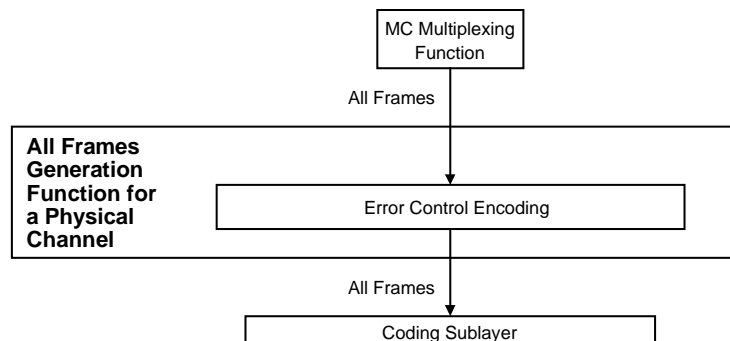 MC Multiplexing
Function
All Frames
All Frames
Generation
Function for
a Physical
Channel
Error Control Encoding
All Frames
Coding Sublayer